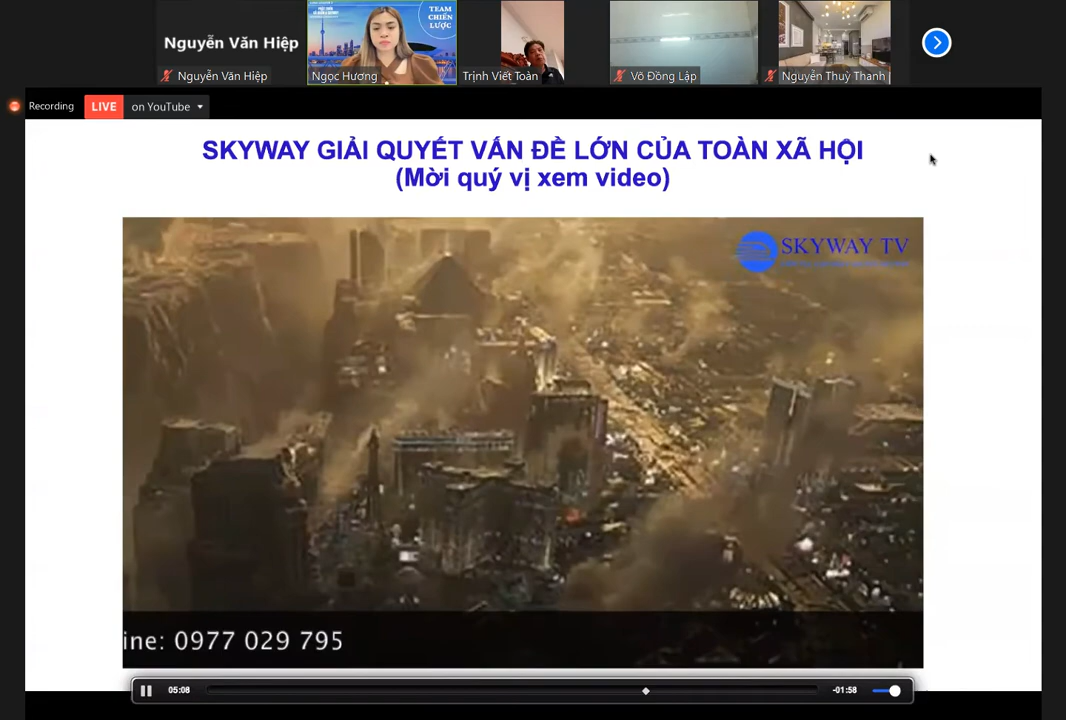 Nguyễn Văn Hiệp
TEAM
CHIẾN
LƯỢC
Nguyễn Văn Hiệp
Ngọc Hương
Trịnh Viết Toàn
Võ Đồng Lập
Nguyễn Thuỳ Thanh
Recording
LIVE
on YouTube
SKYWAY GIẢI QUYẾT VẤN ĐỀ LỚN CỦA TOÀN XÃ HỘI
(Mời quý vị xem video)
SKYWAY TV
ine: 0977 029 795
05:08
-01:58